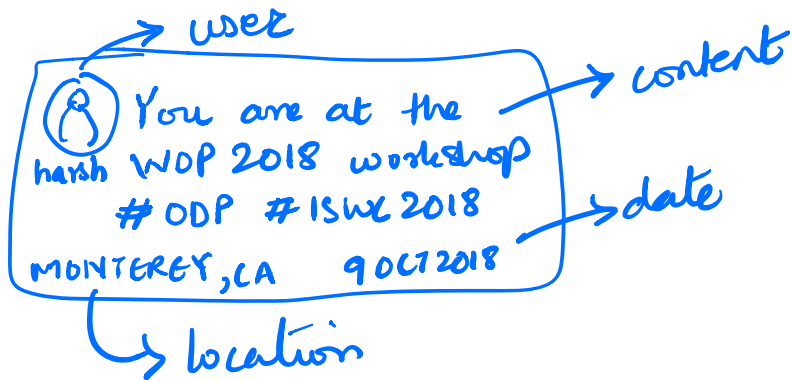 user
You are at the
content
harsh WOP 2018 workshop
#ODP #ISWC2018
date
MONTEREY, CA 9 OCT 2018
location